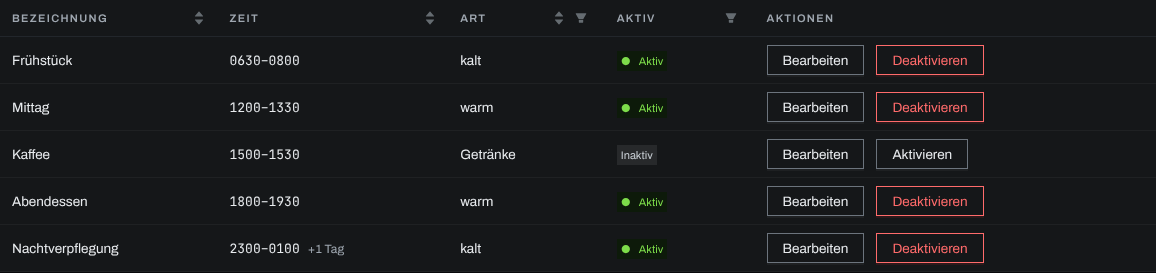 BEZEICHNUNG ZEIT ART AKTIV AKTIONEN
Frühstück 0630–0800 kalt Aktiv Bearbeiten Deaktivieren
Mittag 1200–1330 warm Aktiv Bearbeiten Deaktivieren
Kaffee 1500–1530 Getränke Inaktiv Bearbeiten Aktivieren
Abendessen 1800–1930 warm Aktiv Bearbeiten Deaktivieren
Nachtverpflegung 2300–0100 +1 Tag kalt Aktiv Bearbeiten Deaktivieren